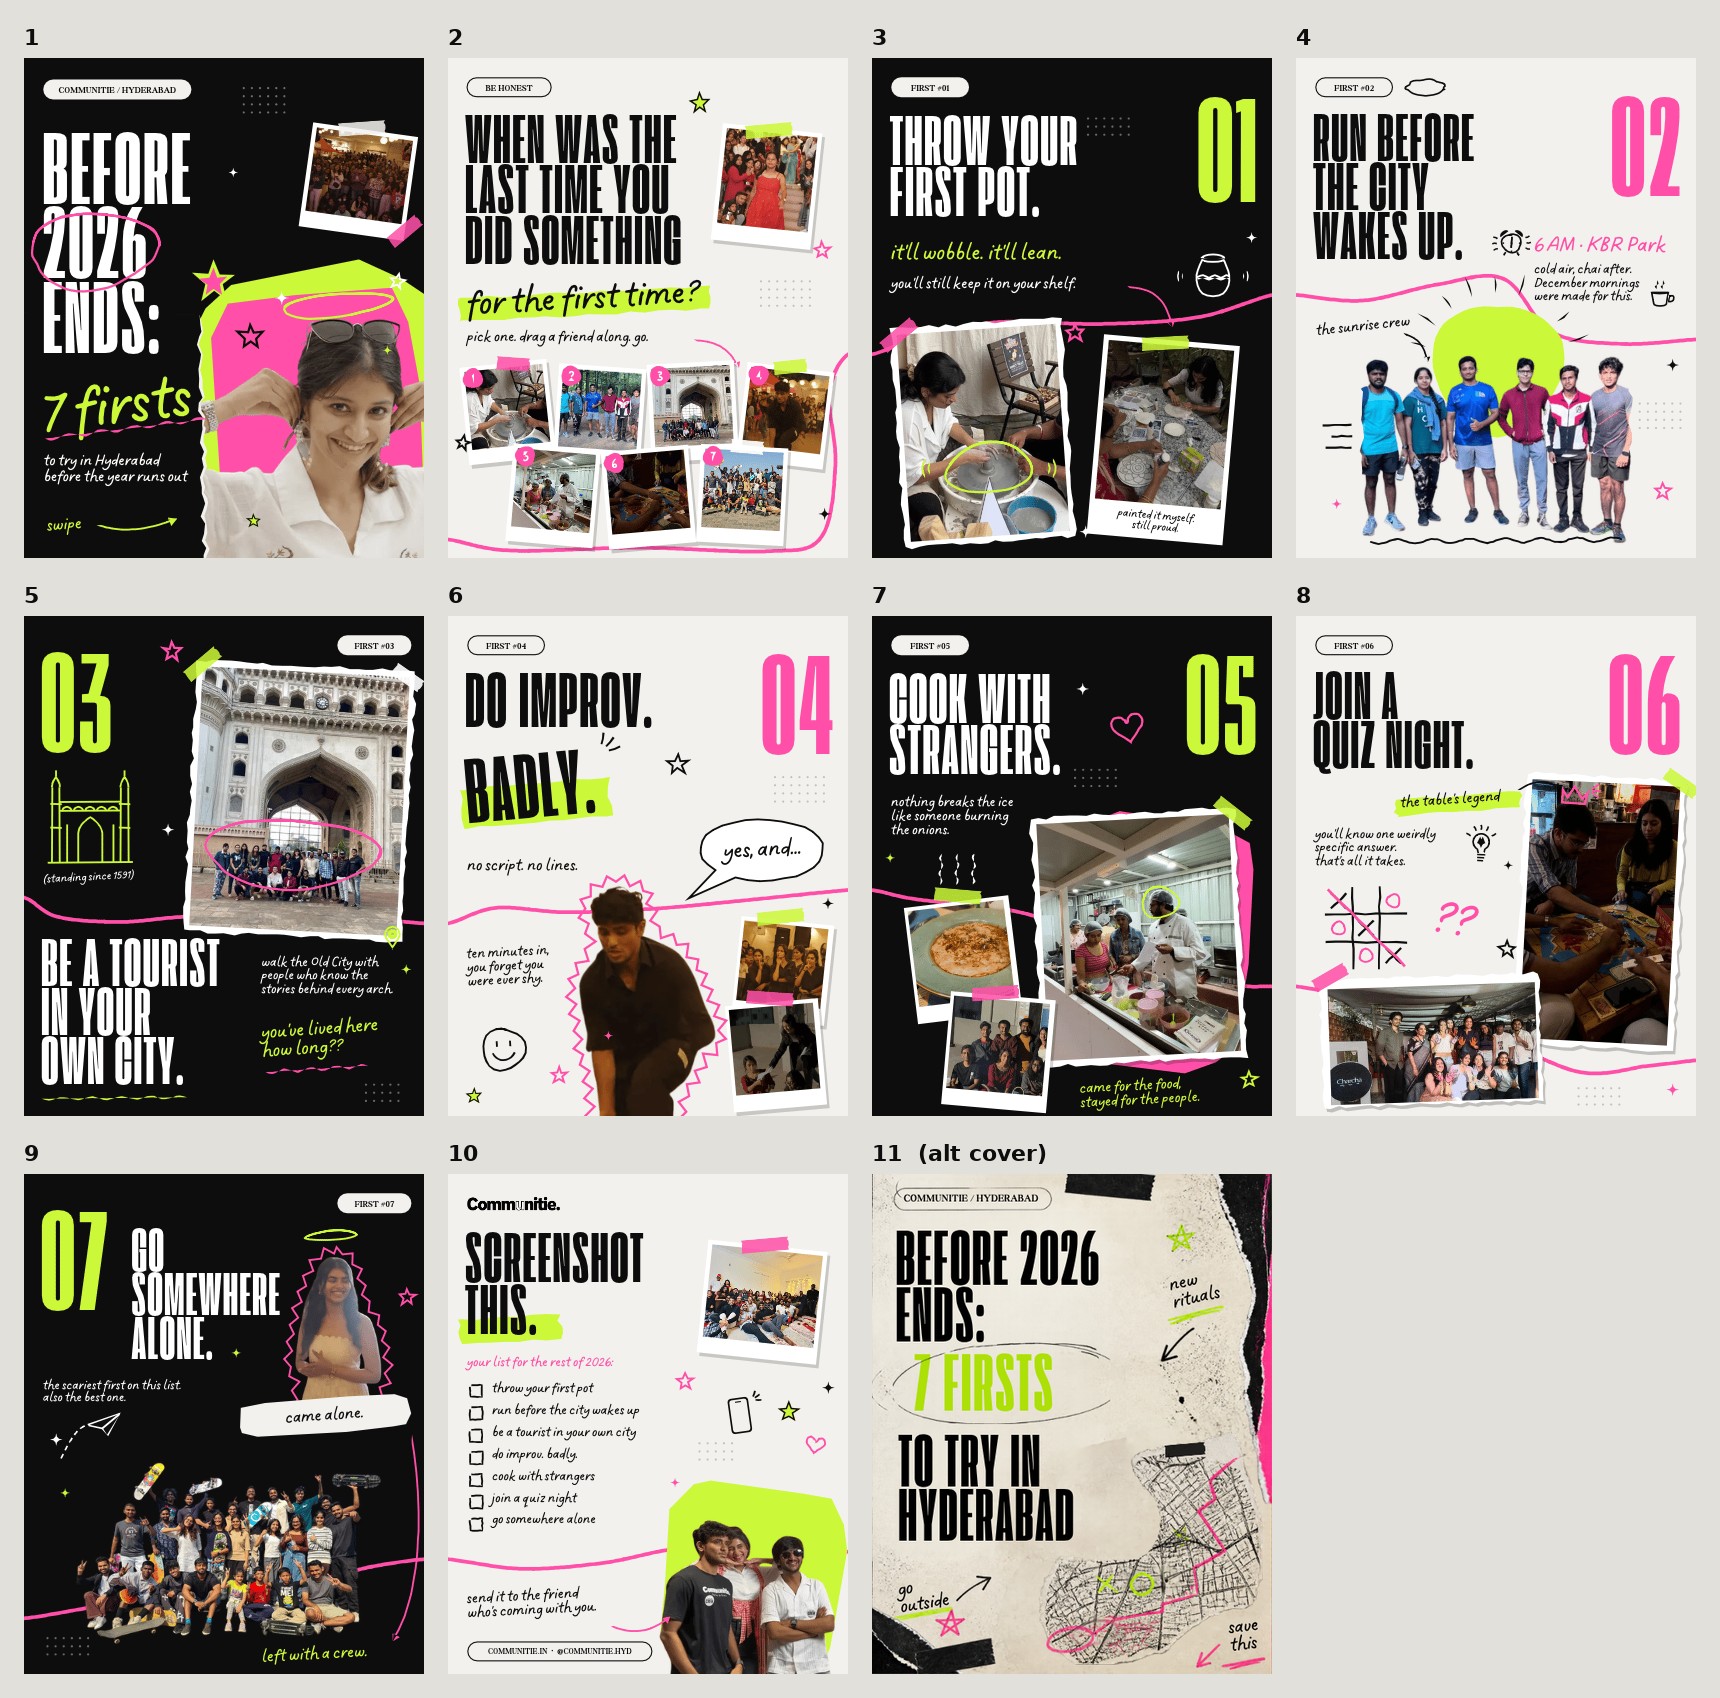 1
COMMUNITIE / HYDERABAD
BEFORE
2026
ENDS:
7 firsts
to try in Hyderabad
before the year runs out
swipe
2
BE HONEST
WHEN WAS THE
LAST TIME YOU
DID SOMETHING
for the first time?
pick one. drag a friend along. go.
1
2
3
4
5
6
7
3
FIRST #01
01
THROW YOUR
FIRST POT.
it'll wobble. it'll lean.
you'll still keep it on your shelf.
painted it myself.
still proud.
4
FIRST #02
02
RUN BEFORE
THE CITY
WAKES UP.
6 AM · KBR Park
cold air, chai after.
December mornings
were made for this.
the sunrise crew
5
FIRST #03
03
(standing since 1591)
BE A TOURIST
IN YOUR
OWN CITY.
walk the Old City with
people who know the
stories behind every arch.
you've lived here
how long??
6
FIRST #04
04
DO IMPROV.
BADLY.
yes, and...
no script. no lines.
ten minutes in,
you forget you
were ever shy.
7
FIRST #05
05
COOK WITH
STRANGERS.
nothing breaks the ice
like someone burning
the onions.
came for the food,
stayed for the people.
8
FIRST #06
06
JOIN A
QUIZ NIGHT.
the table's legend
you'll know one weirdly
specific answer.
that's all it takes.
??
Chaecha
9
FIRST #07
07
GO
SOMEWHERE
ALONE.
the scariest first on this list.
also the best one.
came alone.
left with a crew.
10
Communitie.
SCREENSHOT
THIS.
your list for the rest of 2026:
throw your first pot
run before the city wakes up
be a tourist in your own city
do improv. badly.
cook with strangers
join a quiz night
go somewhere alone
send it to the friend
who's coming with you.
COMMUNITIE.IN · @COMMUNITIE.HYD
11 (alt cover)
COMMUNITIE / HYDERABAD
BEFORE 2026
ENDS:
7 FIRSTS
TO TRY IN
HYDERABAD
new
rituals
go
outside
save
this